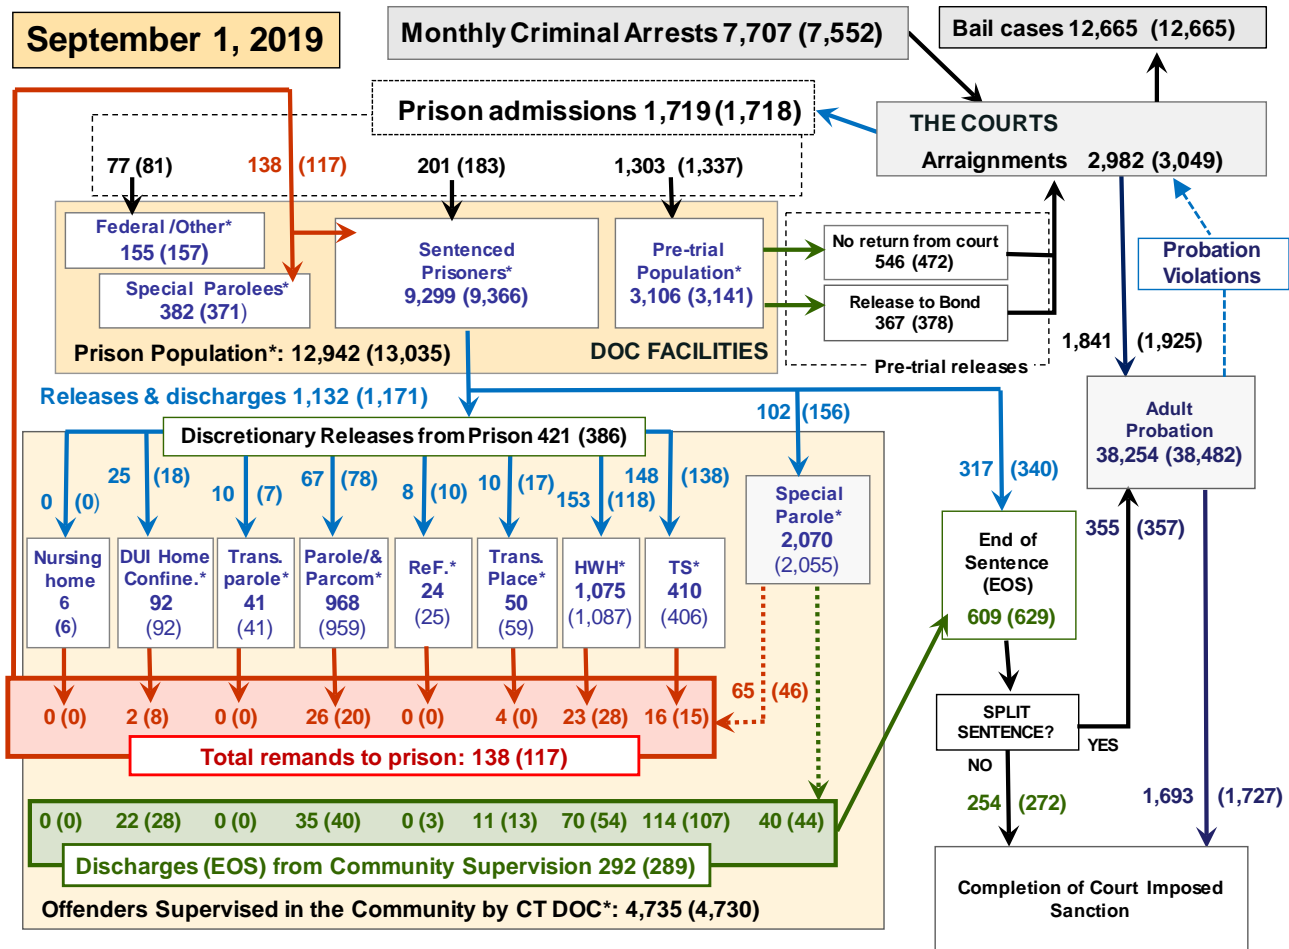 September 1, 2019
Monthly Criminal Arrests 7,707 (7,552)
Bail cases 12,665 (12,665)
Prison admissions 1,719 (1,718)
THE COURTS
Arraignments 2,982 (3,049)
77 (81)
138 (117)
201 (183)
1,303 (1,337)
Federal /Other*
155 (157)
Special Parolees*
382 (371)
Sentenced
Prisoners*
9,299 (9,366)
Pre-trial
Population*
3,106 (3,141)
No return from court
546 (472)
Release to Bond
367 (378)
Pre-trial releases
Probation
Violations
Prison Population*: 12,942 (13,035)
DOC FACILITIES
1,841 (1,925)
Releases & discharges 1,132 (1,171)
Adult
Probation
38,254 (38,482)
102 (156)
317 (340)
Discretionary Releases from Prison 421 (386)
0 (0)
25 (18)
10 (7)
67 (78)
8 (10)
10 (17)
153 (118)
148 (138)
Nursing
home
6
(6)
DUI Home
Confine.*
92
(92)
Trans.
parole*
41
(41)
Parole/&
Parcom*
968
(959)
ReF.*
24
(25)
Trans.
Place*
50
(59)
HWH*
1,075
(1,087)
TS*
410
(406)
Special
Parole*
2,070
(2,055)
End of
Sentence
(EOS)
609 (629)
355 (357)
65 (46)
0 (0)
2 (8)
0 (0)
26 (20)
0 (0)
4 (0)
23 (28)
16 (15)
Total remands to prison: 138 (117)
SPLIT
SENTENCE?
YES
NO
254 (272)
1,693 (1,727)
0 (0)
22 (28)
0 (0)
35 (40)
0 (3)
11 (13)
70 (54)
114 (107)
40 (44)
Discharges (EOS) from Community Supervision 292 (289)
Offenders Supervised in the Community by CT DOC*: 4,735 (4,730)
Completion of Court Imposed
Sanction